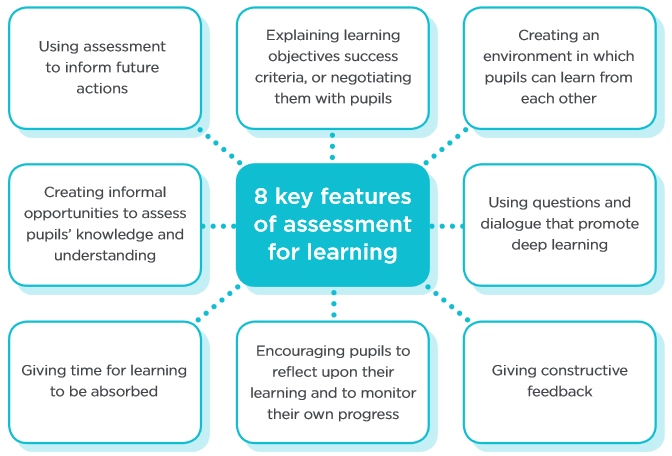 Using assessment
to inform future
actions
Explaining learning
objectives success
criteria, or negotiating
them with pupils
Creating an
environment in which
pupils can learn from
each other
Creating informal
opportunities to assess
pupils' knowledge and
understanding
8 key features
of assessment
for learning
Using questions and
dialogue that promote
deep learning
Giving time for learning
to be absorbed
Encouraging pupils to
reflect upon their
learning and to monitor
their own progress
Giving constructive
feedback